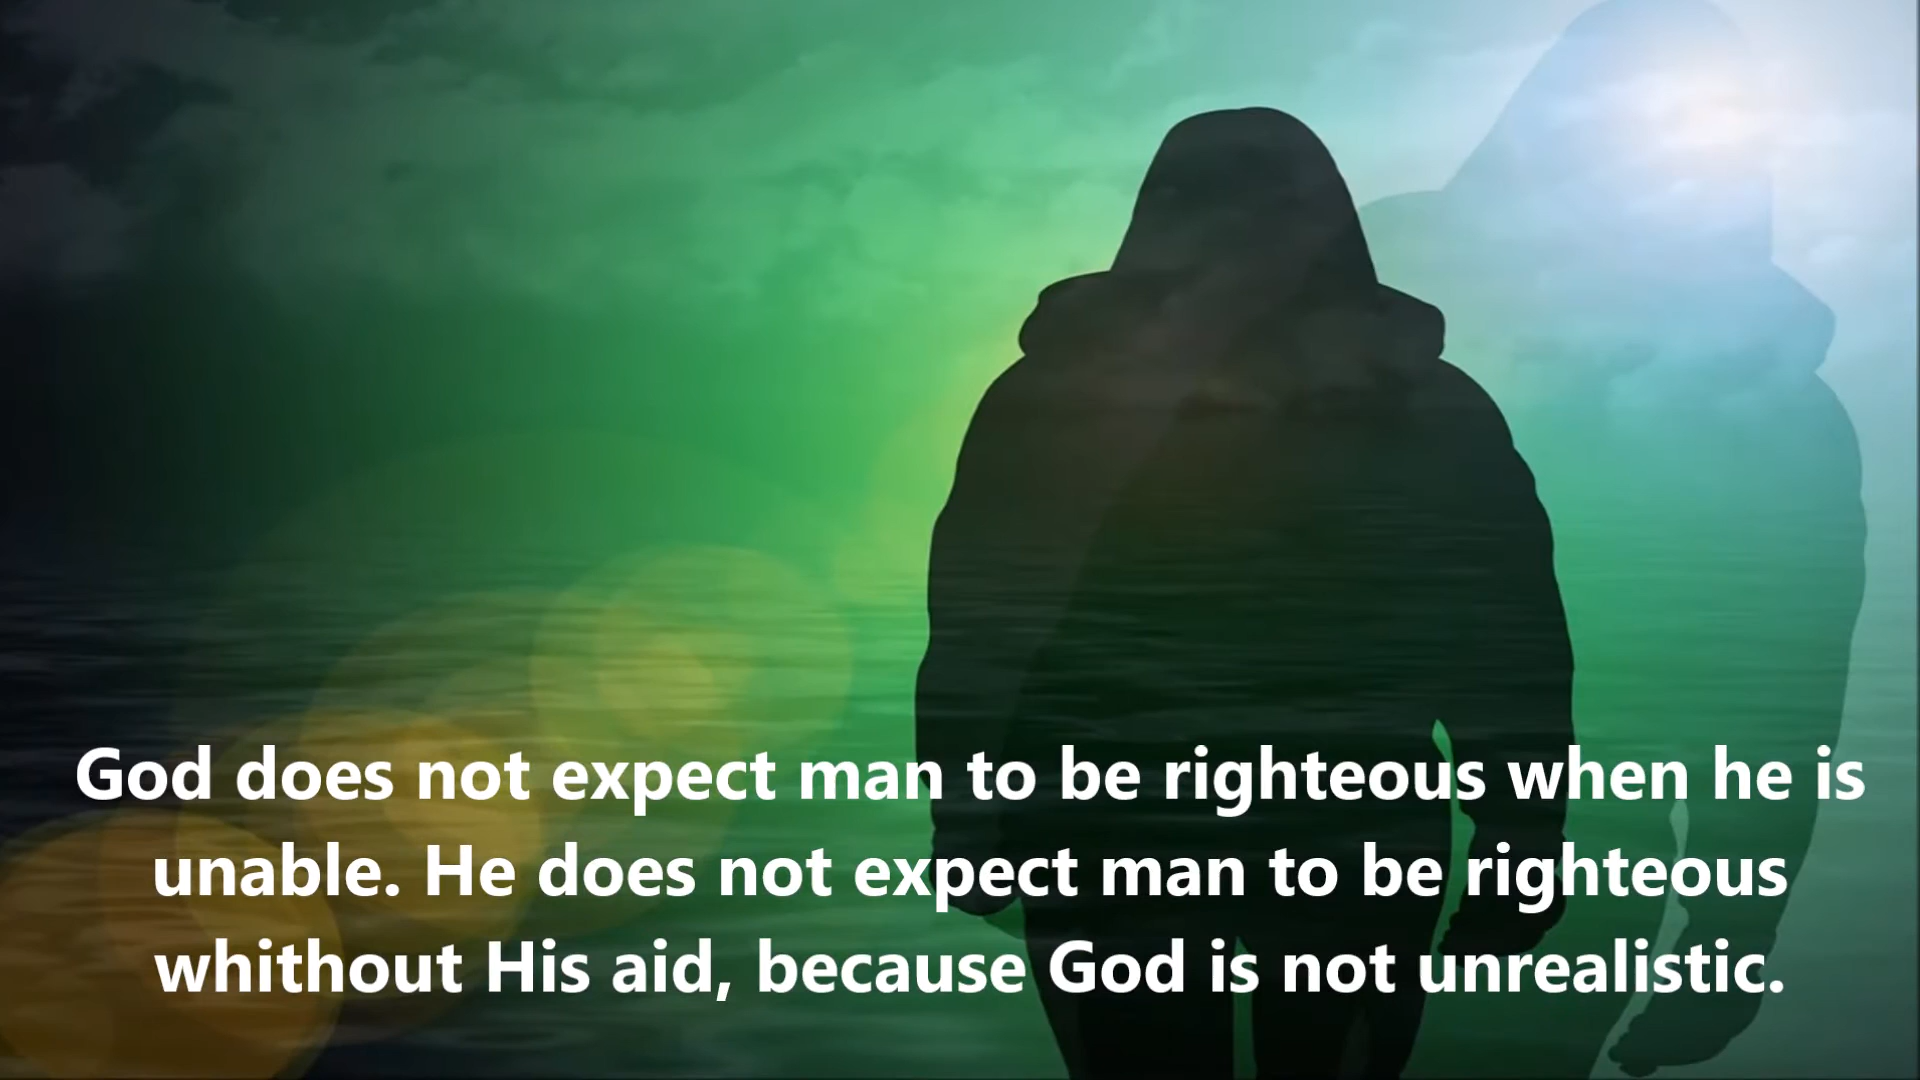 God does not expect man to be righteous when he is
unable. He does not expect man to be righteous
whithout His aid, because God is not unrealistic.